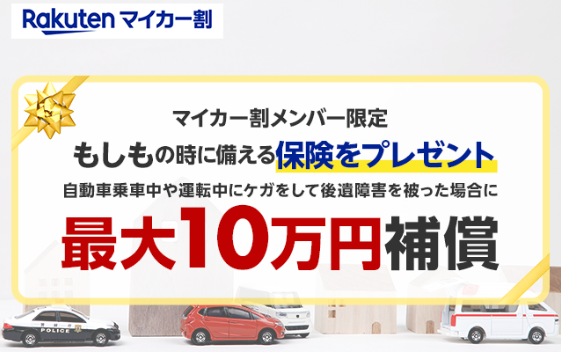 Rakuten マイカー割
マイカー割メンバー限定
もしもの時に備える保険をプレゼント
自動車乗車中や運転中にケガをして後遺障害を被った場合に
最大10万円補償
POLICE